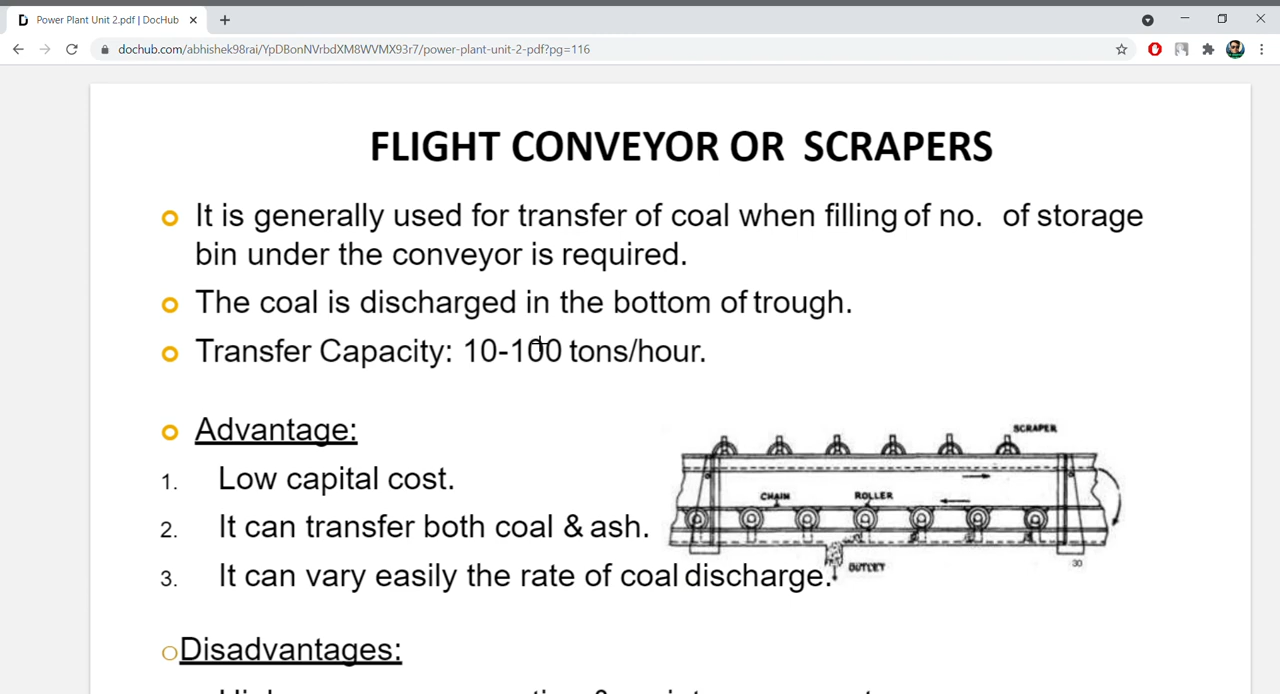 Power Plant Unit 2.pdf | DocHub
dochub.com/abhishek98rai/YpDBonNVrbdXM8WVMX93r7/power-plant-unit-2-pdf?pg=116
FLIGHT CONVEYOR OR SCRAPERS
It is generally used for transfer of coal when filling of no. of storage
bin under the conveyor is required.
The coal is discharged in the bottom of trough.
Transfer Capacity: 10-100 tons/hour.
Advantage:
1. Low capital cost.
2. It can transfer both coal & ash.
3. It can vary easily the rate of coal discharge.
SCRAPER
CHAIN
ROLLER
OUTLET
30
Disadvantages: